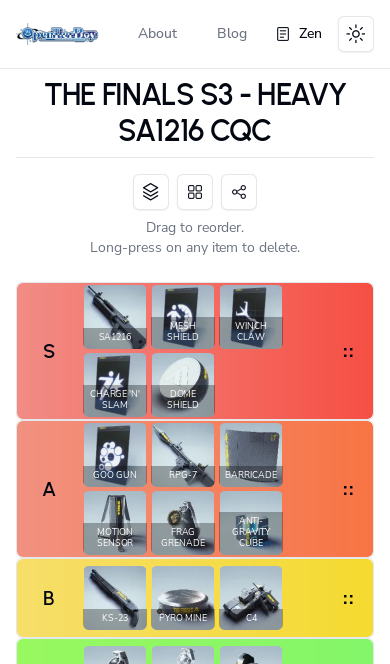 OpenTierBoy
About
Blog
Zen
THE FINALS S3 - HEAVY
SA1216 CQC
Drag to reorder.
Long-press on any item to delete.
S
SA1216
MESH
SHIELD
WINCH
CLAW
CHARGE 'N'
SLAM
DOME
SHIELD
A
GOO GUN
RPG-7
BARRICADE
MOTION
SENSOR
FRAG
GRENADE
ANTI-
GRAVITY
CUBE
B
KS-23
PYRO MINE
C4